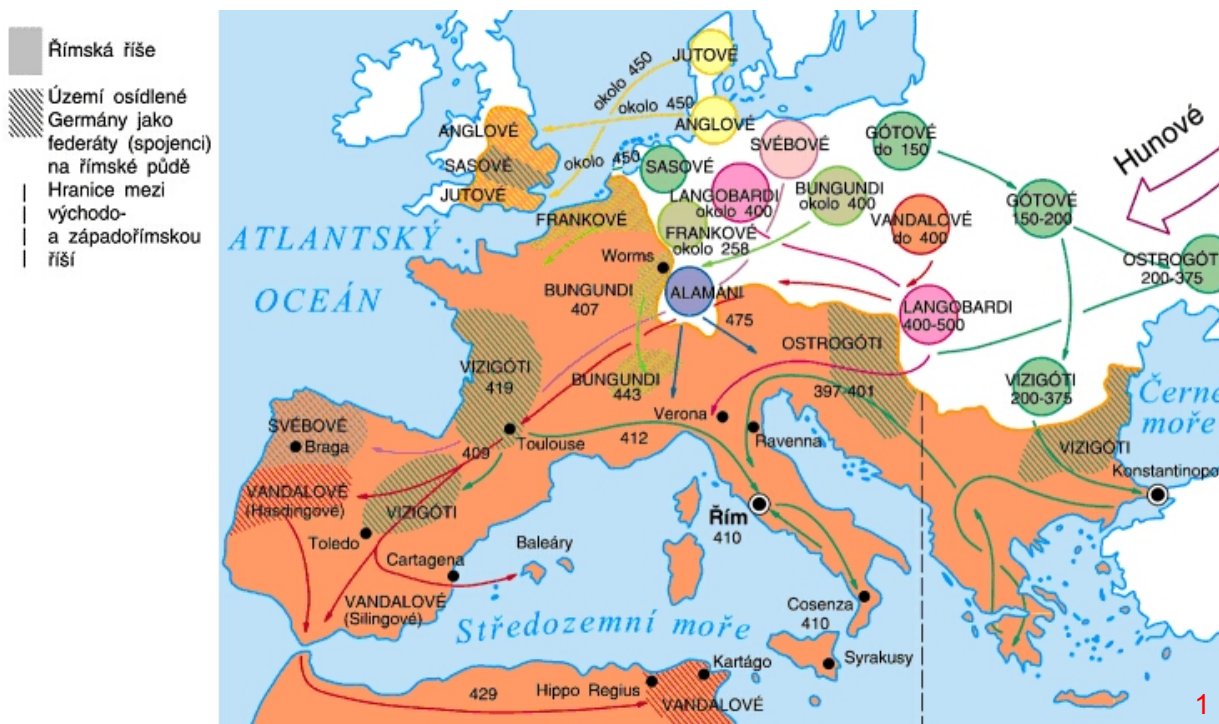 Římská říše
Území osídlené
Germány jako
federáty (spojenci)
na římské půdě
Hranice mezi
východo-
a západořímskou
říší
JUTOVÉ
okolo 450
okolo 450
ANGLOVÉ
ANGLOVÉ
SVÉBOVÉ
GÓTOVÉ
do 150
Hunové
SASOVÉ
okolo 450
SASOVÉ
JUTOVÉ
LANGOBARDI
okolo 400
BUNGUNDI
okolo 400
GÓTOVÉ
150-200
FRANKOVÉ
FRANKOVÉ
okolo 258
VANDALOVÉ
do 400
ATLANTSKÝ
OCEÁN
Worms
OSTROGÓTI
200-375
BUNGUNDI
407
ALAMANI
475
LANGOBARDI
400-500
VIZIGÓTI
419
OSTROGÓTI
397-401
BUNGUNDI
443
VIZIGÓTI
200-375
Černé
moře
SVÉBOVÉ
Braga
Verona
Ravenna
409
Toulouse
412
VIZIGÓTI
Konstantinopol
VANDALOVÉ
(Hasdingové)
VIZIGÓTI
Řím
410
Toledo
Cartagena
Baleáry
VANDALOVÉ
(Silingové)
Středozemní moře
Cosenza
410
Syrakusy
Kartágo
429
Hippo Regius
VANDALOVÉ
1